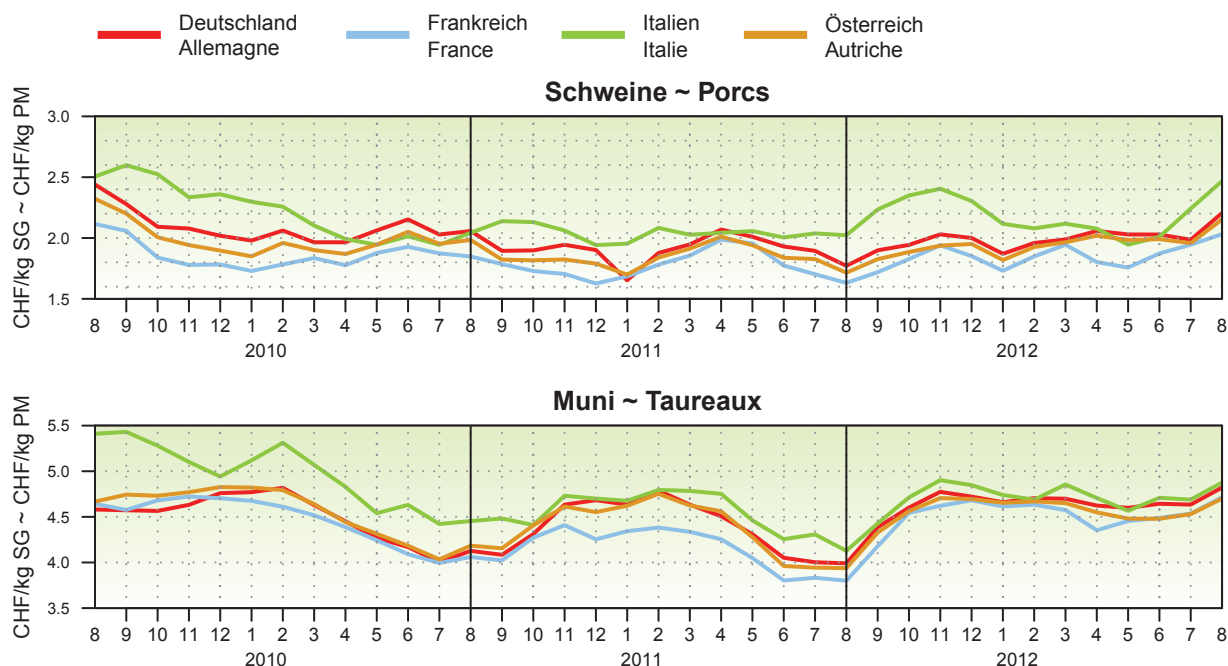 Deutschland
Allemagne
Frankreich
France
Italien
Italie
Österreich
Autriche
Schweine ~ Porcs
CHF/kg SG ~ CHF/kg PM
3.0
2.5
2.0
1.5
8 9 10 11 12 1 2 3 4 5 6 7 8 9 10 11 12 1 2 3 4 5 6 7 8 9 10 11 12 1 2 3 4 5 6 7 8
2010 2011 2012
Muni ~ Taureaux
CHF/kg SG ~ CHF/kg PM
5.5
5.0
4.5
4.0
3.5
8 9 10 11 12 1 2 3 4 5 6 7 8 9 10 11 12 1 2 3 4 5 6 7 8 9 10 11 12 1 2 3 4 5 6 7 8
2010 2011 2012